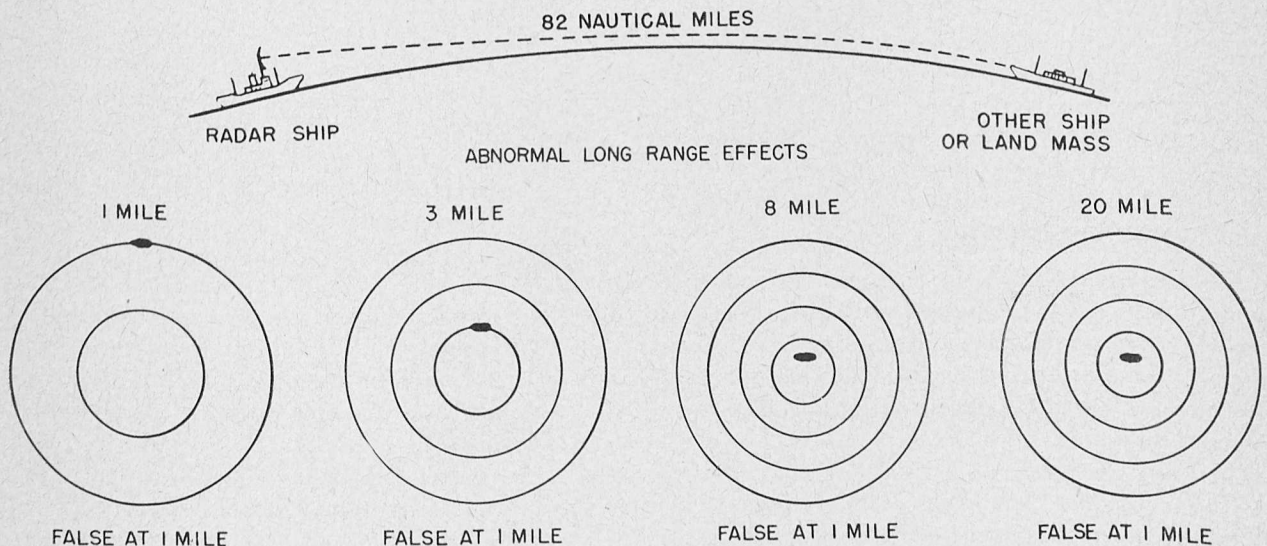 82 NAUTICAL MILES
RADAR SHIP
OTHER SHIP
OR LAND MASS
ABNORMAL LONG RANGE EFFECTS
1 MILE
3 MILE
8 MILE
20 MILE
FALSE AT 1 MILE
FALSE AT 1 MILE
FALSE AT 1 MILE
FALSE AT 1 MILE